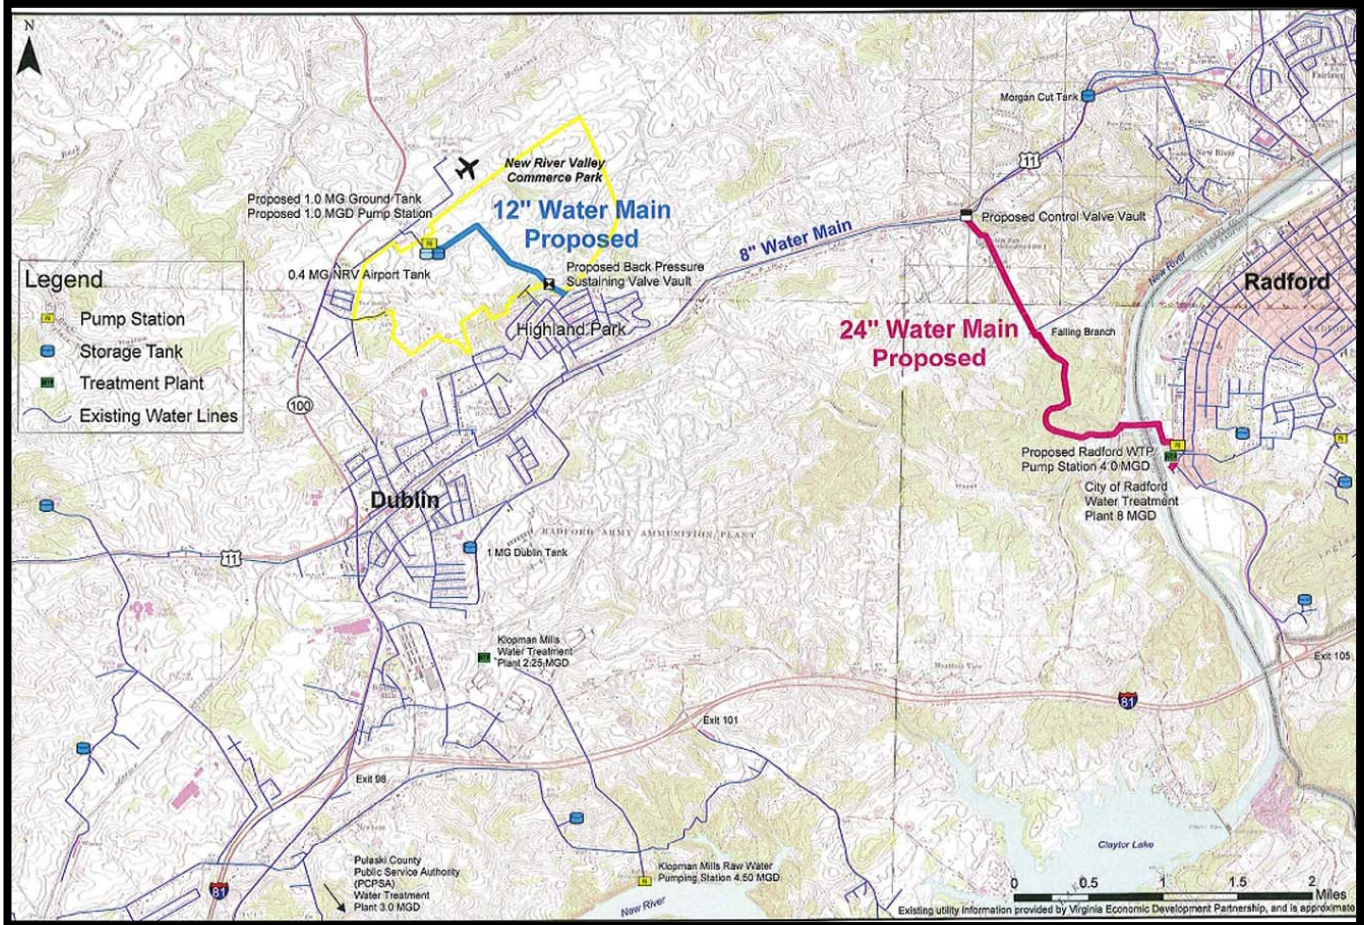 N
Morgan Cut Tank
Fairlawn
11
New River
New River Valley
Commerce Park
Proposed 1.0 MG Ground Tank
Proposed 1.0 MGD Pump Station
12" Water Main
Proposed
8" Water Main
Proposed Control Valve Vault
New River
Radford
0.4 MG NRV Airport Tank
Proposed Back Pressure
Sustaining Valve Vault
Highland Park
Legend
Pump Station
Storage Tank
Treatment Plant
Existing Water Lines
24" Water Main
Proposed
Falling Branch
100
Proposed Radford WTP
Pump Station 4.0 MGD
City of Radford
Water Treatment
Plant 8 MGD
Dublin
RADFORD ARMY AMMUNITION PLANT
11
1 MG Dublin Tank
Klopman Mills
Water Treatment
Plant 2.25 MGD
Exit 105
81
Exit 101
Exit 98
Claytor Lake
Pulaski County
Public Service Authority
(PCPSA)
Water Treatment
Plant 3.0 MGD
81
Klopman Mills Raw Water
Pumping Station 4.50 MGD
New River
0 0.5 1 1.5 2
Miles
Existing utility information provided by Virginia Economic Development Partnership, and is approximate